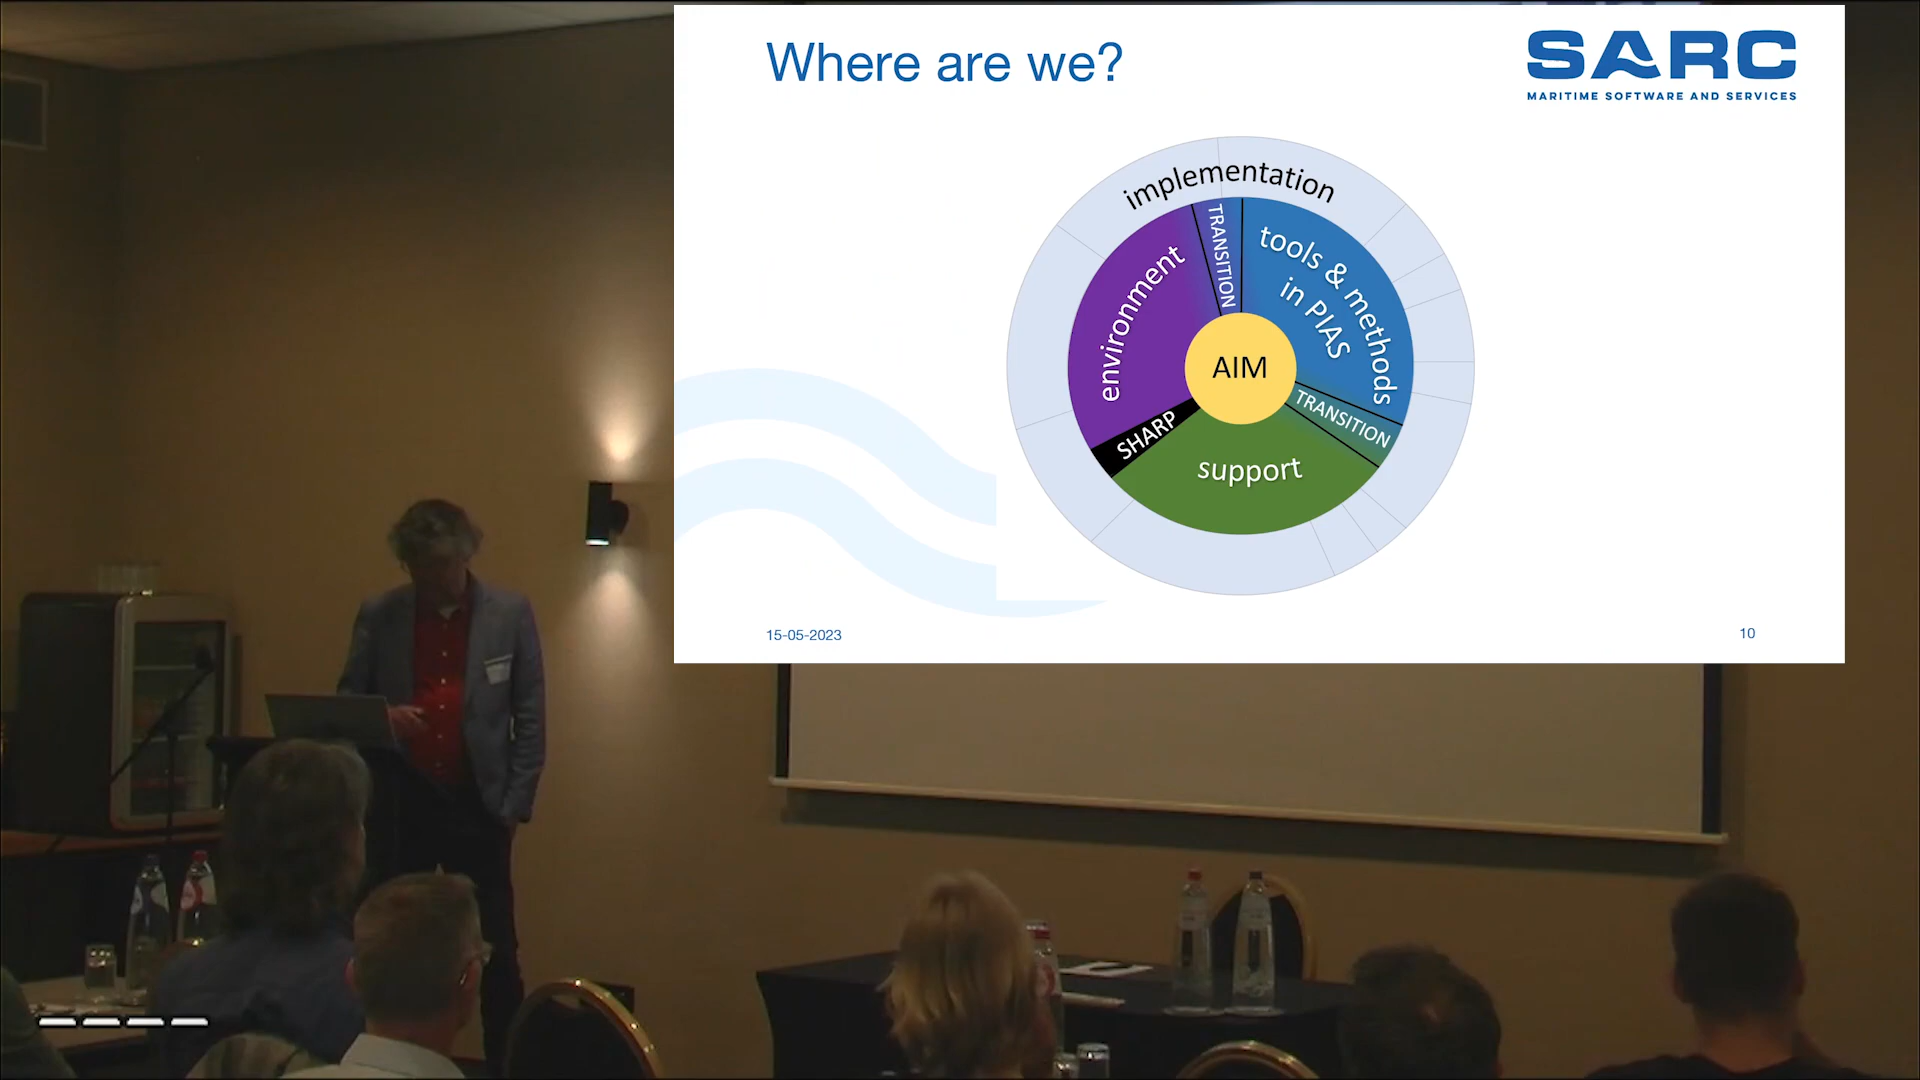 Where are we?
SARC
MARITIME SOFTWARE AND SERVICES
implementation
TRANSITION
tools & methods
in PIAS
environment
AIM
TRANSITION
SHARP
support
15-05-2023
10